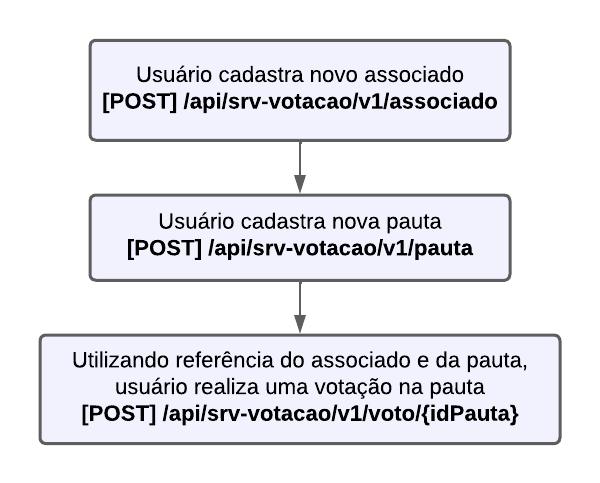 Usuário cadastra novo associado
[POST] /api/srv-votacao/v1/associado
Usuário cadastra nova pauta
[POST] /api/srv-votacao/v1/pauta
Utilizando referência do associado e da pauta,
usuário realiza uma votação na pauta
[POST] /api/srv-votacao/v1/voto/{idPauta}